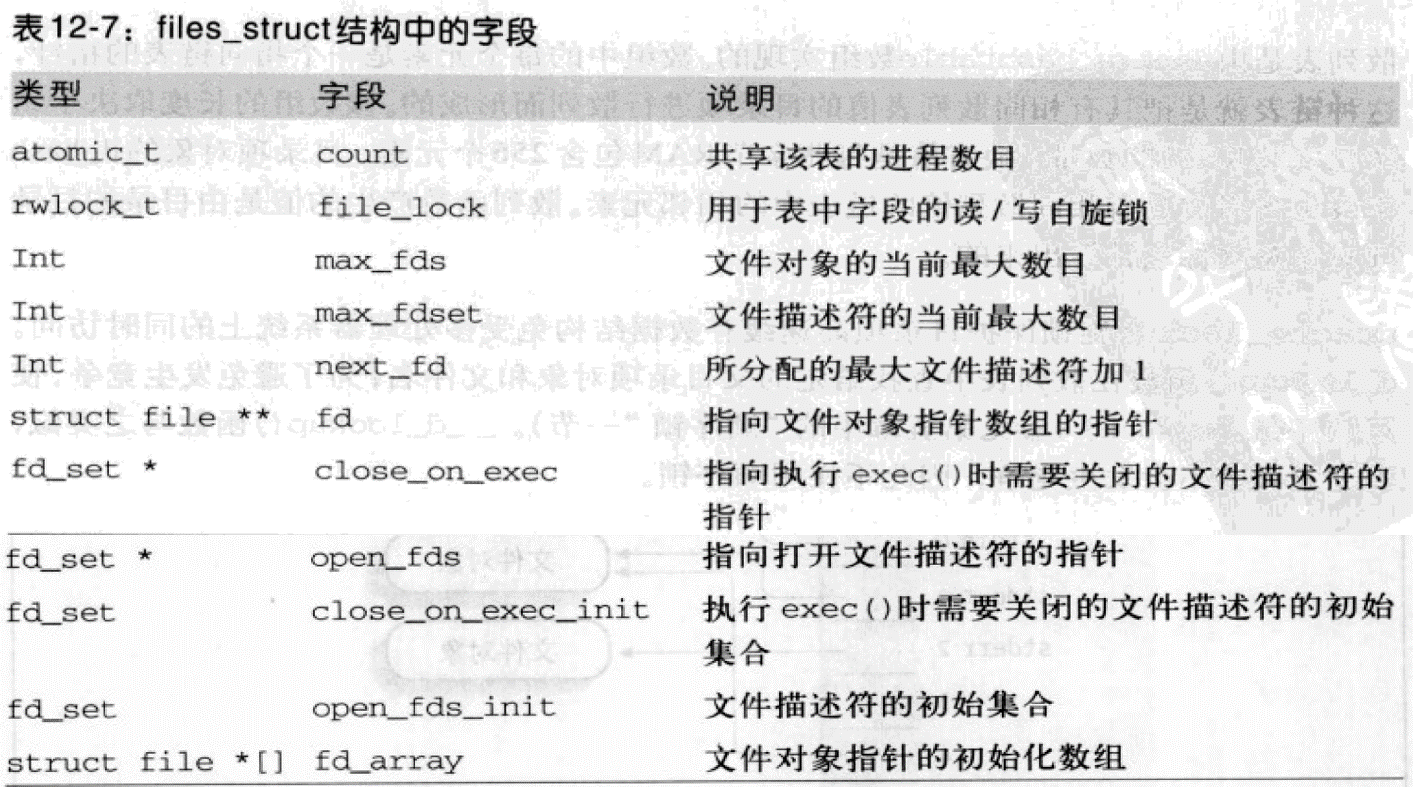 表12-7：files_struct结构中的字段
类型 字段 说明
atomic_t count 共享该表的进程数目
rwlock_t file_lock 用于表中字段的读/写自旋锁
Int max_fds 文件对象的当前最大数目
Int max_fdset 文件描述符的当前最大数目
Int next_fd 所分配的最大文件描述符加1
struct file ** fd 指向文件对象指针数组的指针
fd_set * close_on_exec 指向执行exec()时需要关闭的文件描述符的
指针
fd_set * open_fds 指向打开文件描述符的指针
fd_set close_on_exec_init 执行exec()时需要关闭的文件描述符的初始
集合
fd_set open_fds_init 文件描述符的初始集合
struct file *[] fd_array 文件对象指针的初始化数组